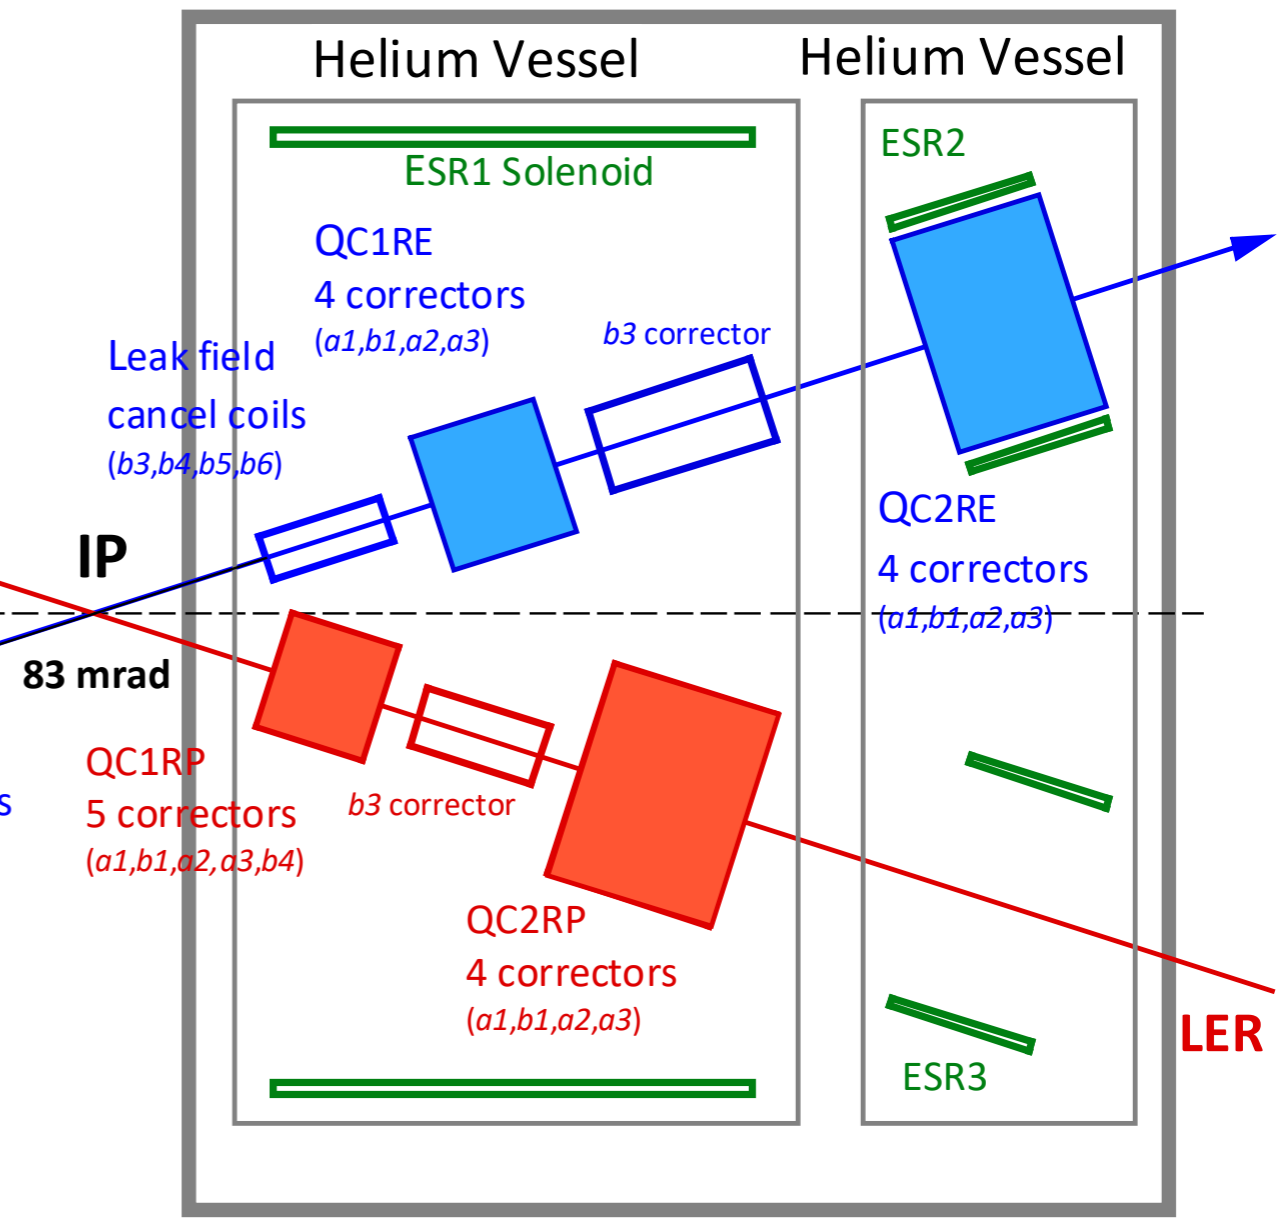 Helium Vessel
Helium Vessel
ESR1 Solenoid
ESR2
QC1RE
4 correctors
(a1,b1,a2,a3)
b3 corrector
Leak field
cancel coils
(b3,b4,b5,b6)
QC2RE
4 correctors
(a1,b1,a2,a3)
IP
83 mrad
QC1RP
5 correctors
(a1,b1,a2,a3,b4)
s
b3 corrector
QC2RP
4 correctors
(a1,b1,a2,a3)
LER
ESR3